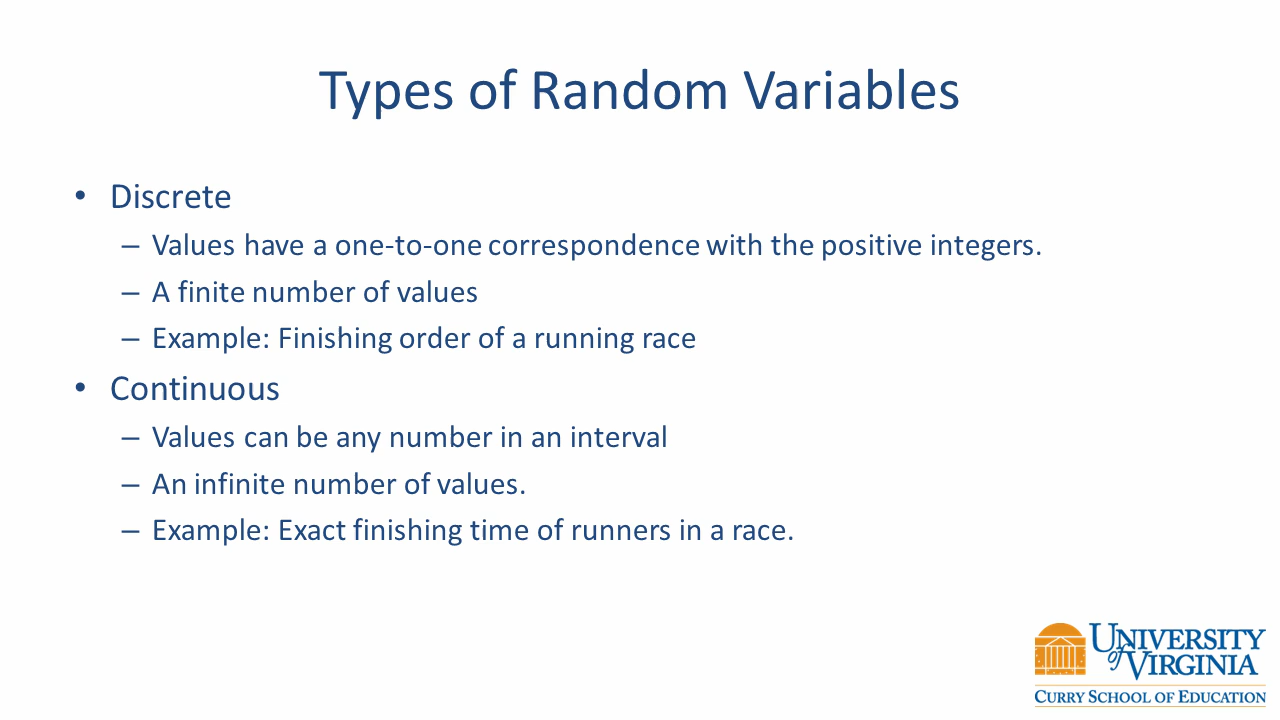 Types of Random Variables
• Discrete
– Values have a one-to-one correspondence with the positive integers.
– A finite number of values
– Example: Finishing order of a running race
• Continuous
– Values can be any number in an interval
– An infinite number of values.
– Example: Exact finishing time of runners in a race.
UNIVERSITY
of VIRGINIA
CURRY SCHOOL OF EDUCATION